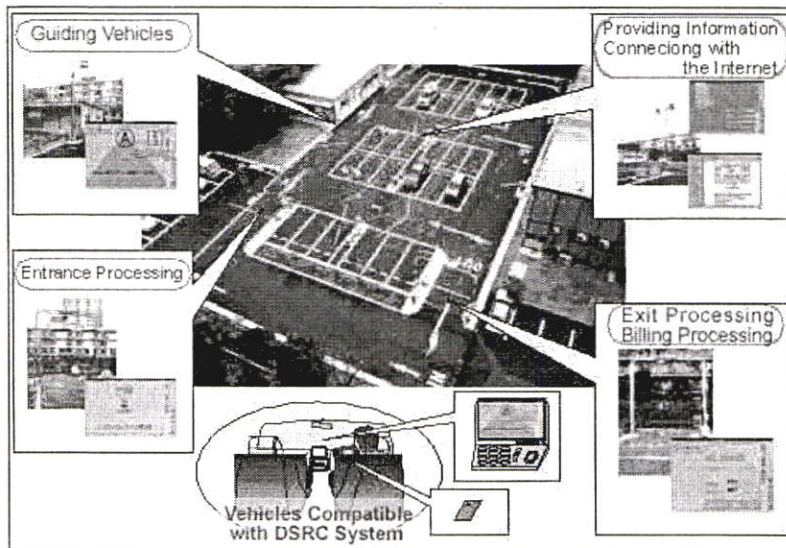 Guiding Vehicles
Providing Information
Conneciong with
the Internet
A 1
Entrance Processing
Exit Processing
Billing Processing
Vehicles Compatible
with DSRC System